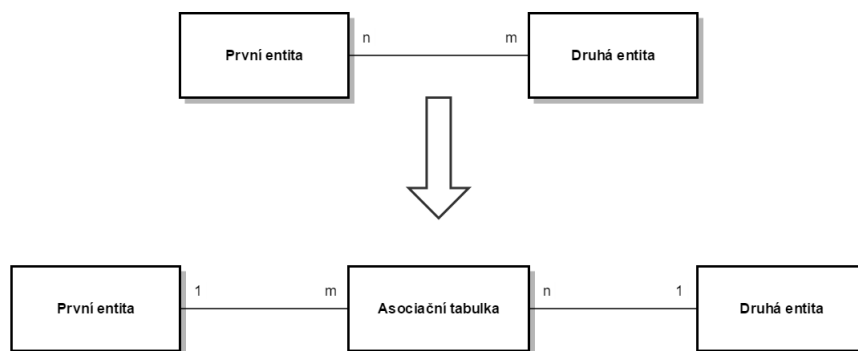 n m
První entita Druhá entita
1 m n 1
První entita Asociační tabulka Druhá entita